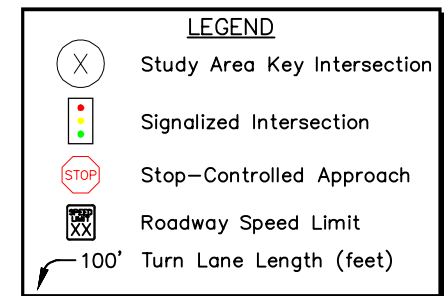 LEGEND
X Study Area Key Intersection
Signalized Intersection
STOP Stop-Controlled Approach
SPEED LIMIT XX Roadway Speed Limit
100' Turn Lane Length (feet)